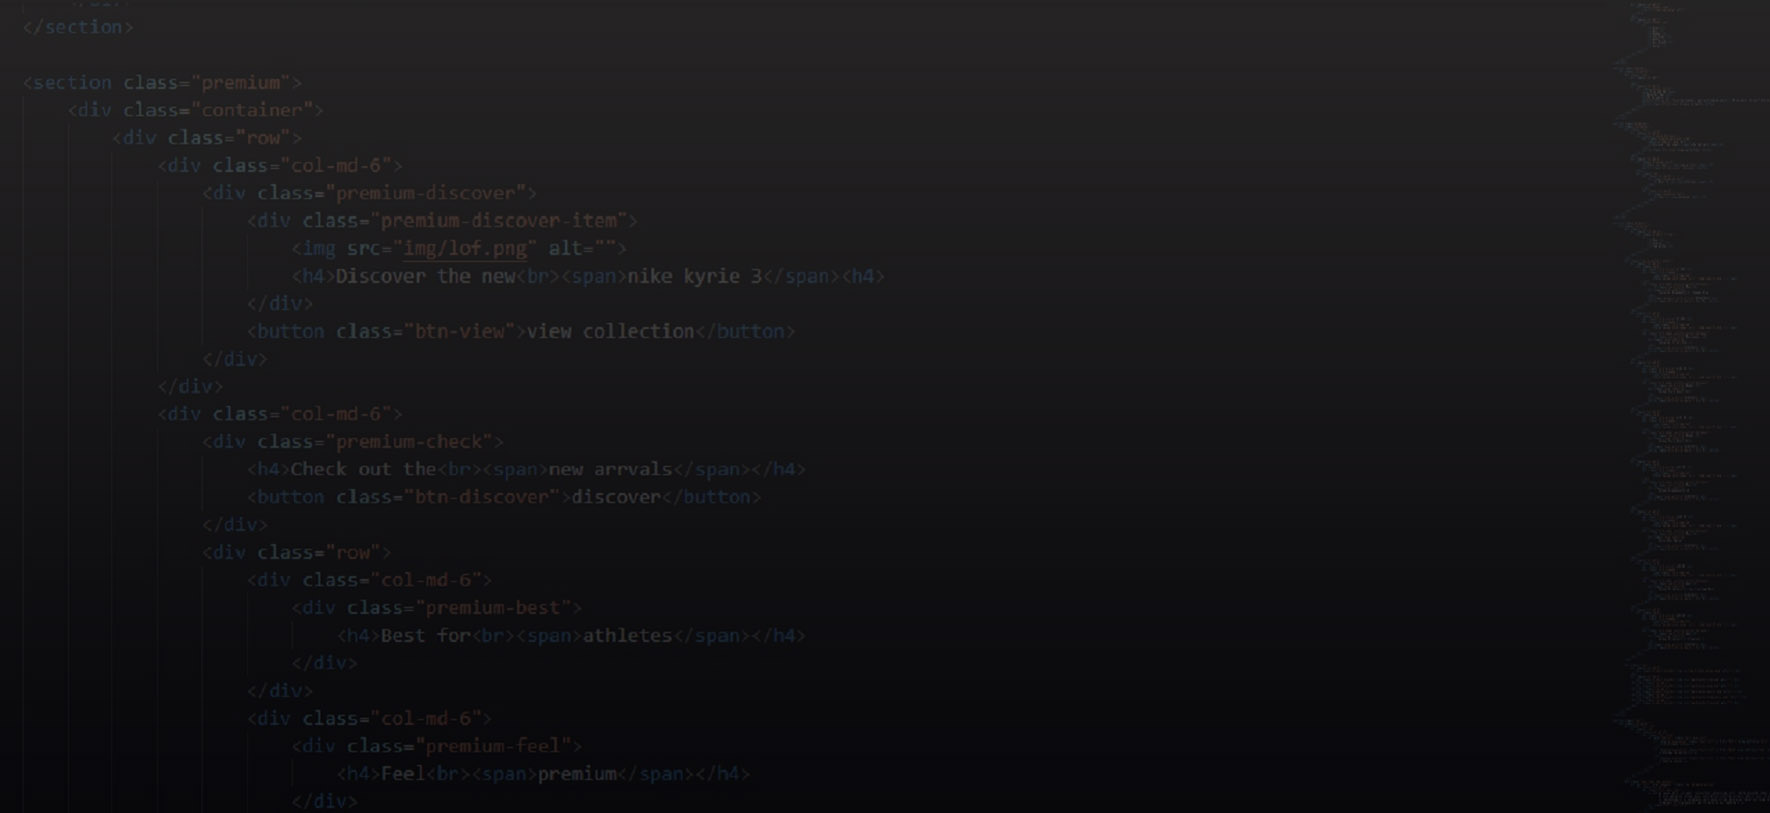 </section>
<section class="premium">
<div class="container">
<div class="row">
<div class="col-md-6">
<div class="premium-discover">
<div class="premium-discover-item">
<img src="img/lof.png" alt="">
<h4>Discover the new<br><span>nike kyrie 3</span><h4>
</div>
<button class="btn-view">view collection</button>
</div>
</div>
<div class="col-md-6">
<div class="premium-check">
<h4>Check out the<br><span>new arrvals</span></h4>
<button class="btn-discover">discover</button>
</div>
<div class="row">
<div class="col-md-6">
<div class="premium-best">
<h4>Best for<br><span>athletes</span></h4>
</div>
</div>
<div class="col-md-6">
<div class="premium-feel">
<h4>Feel<br><span>premium</span></h4>
</div>